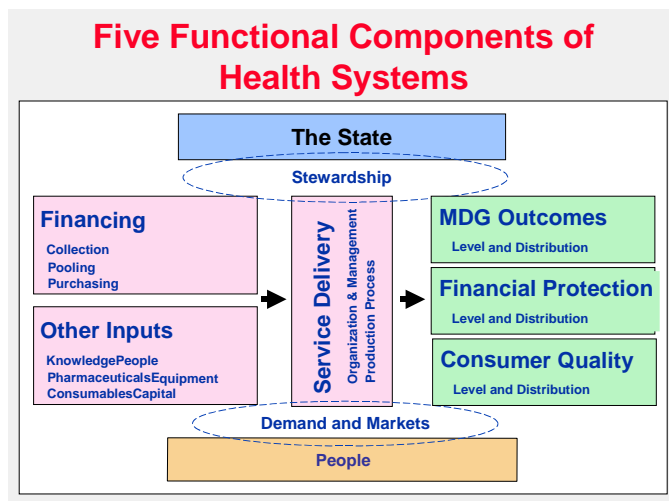 Five Functional Components of
Health Systems
The State
Stewardship
Financing
Collection
Pooling
Purchasing
Other Inputs
KnowledgePeople
PharmaceuticalsEquipment
ConsumablesCapital
Service Delivery
Organization & Management
Production Process
MDG Outcomes
Level and Distribution
Financial Protection
Level and Distribution
Consumer Quality
Level and Distribution
Demand and Markets
People